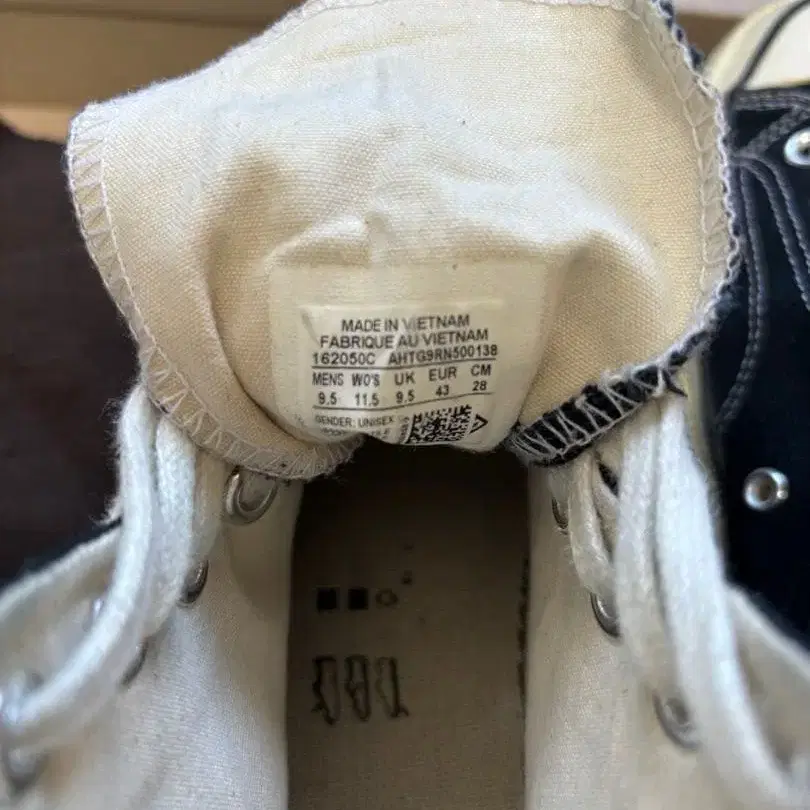 MADE IN VIETNAM
FABRIQUE AU VIETNAM
162050C AHTG9RN500138
MENS WO'S UK EUR CM
9.5 11.5 9.5 43 28
GENDER: UNISEX